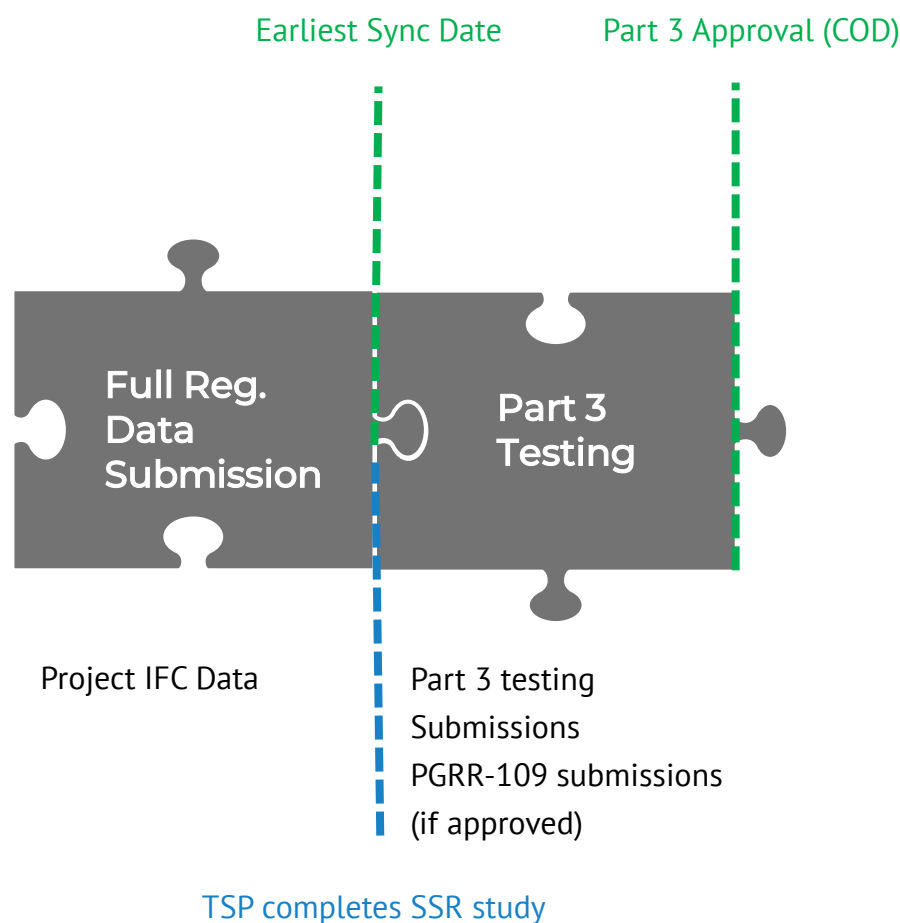 Earliest Sync Date
Part 3 Approval (COD)
Full Reg.
Data
Submission
Part 3
Testing
Project IFC Data
Part 3 testing
Submissions
PGRR-109 submissions
(if approved)
TSP completes SSR study